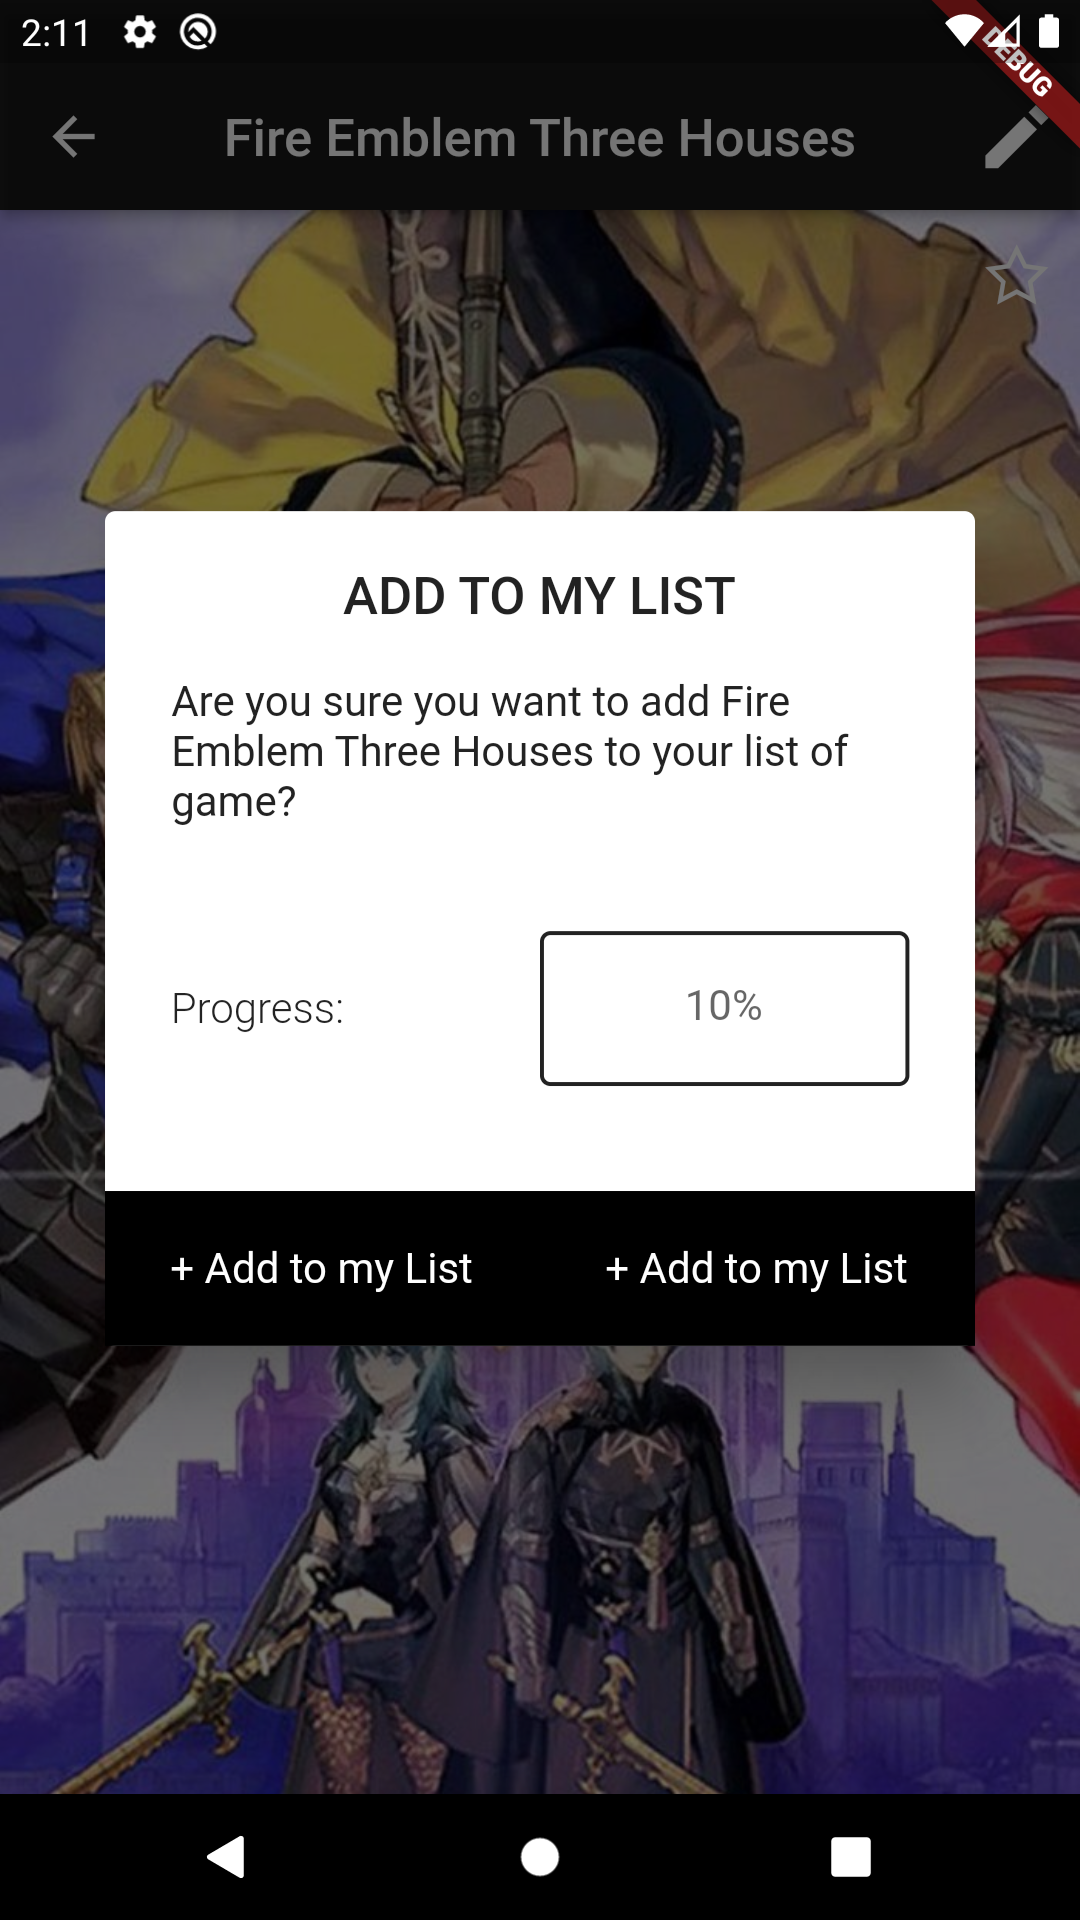 2:11
DEBUG
Fire Emblem Three Houses
ADD TO MY LIST
Are you sure you want to add Fire
Emblem Three Houses to your list of
game?
Progress:
10%
+ Add to my List
+ Add to my List